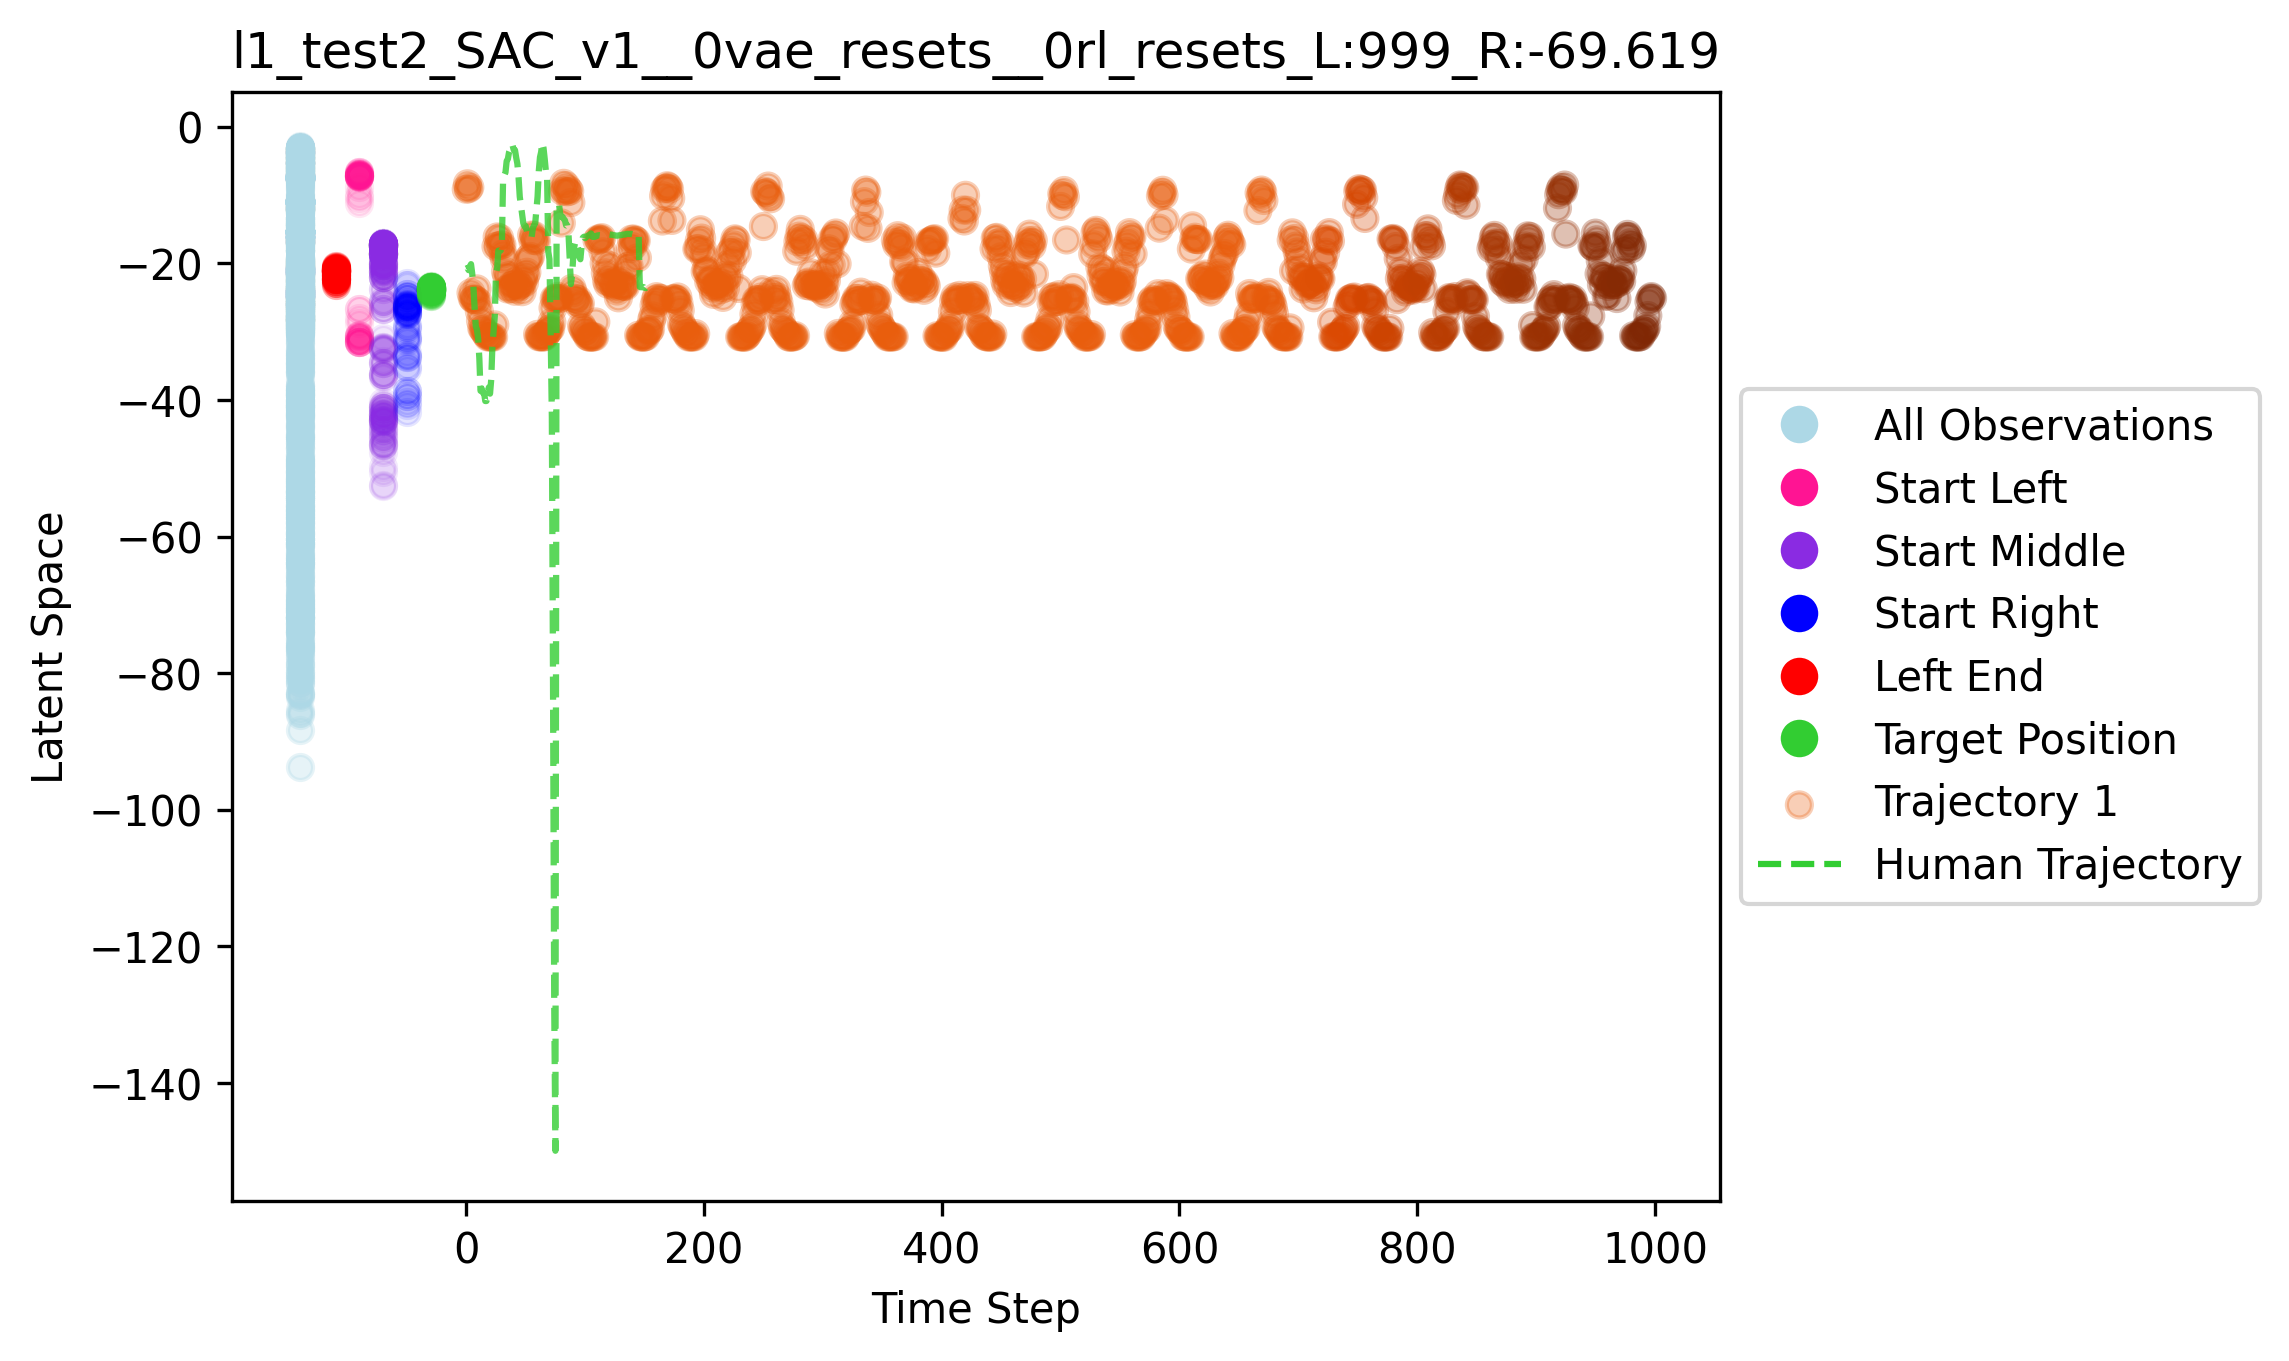 l1_test2_SAC_v1__0vae_resets__0rl_resets_L:999_R:-69.619
0
−20
−40
−60
−80
−100
−120
−140
Latent Space
0
200
400
600
800
1000
Time Step
All Observations
Start Left
Start Middle
Start Right
Left End
Target Position
Trajectory 1
Human Trajectory